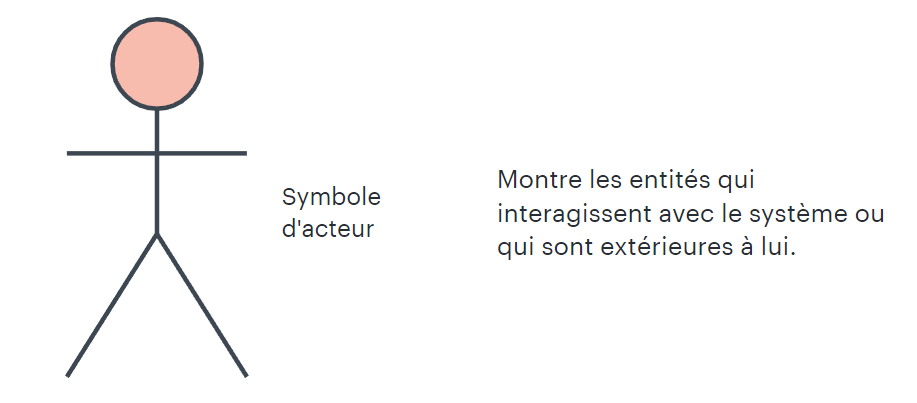 Symbole
d'acteur
Montre les entités qui
interagissent avec le système ou
qui sont extérieures à lui.